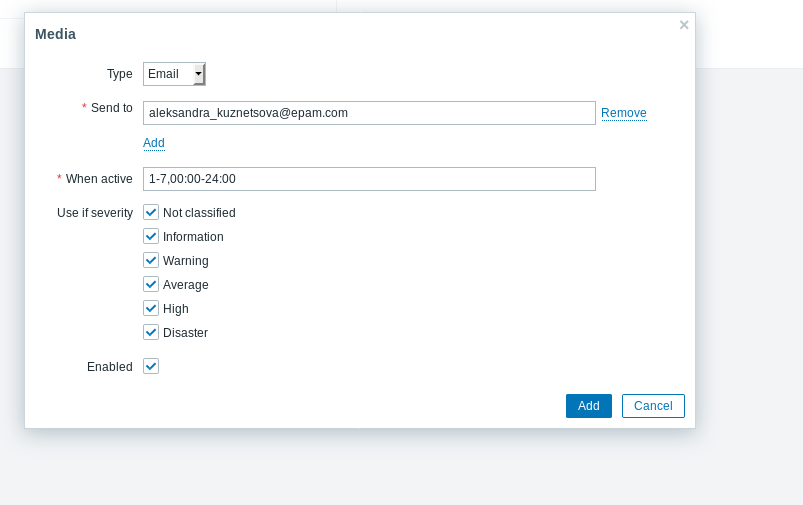 Media
Type Email
* Send to aleksandra_kuznetsova@epam.com Remove
Add
* When active 1-7,00:00-24:00
Use if severity Not classified
Information
Warning
Average
High
Disaster
Enabled
Add Cancel